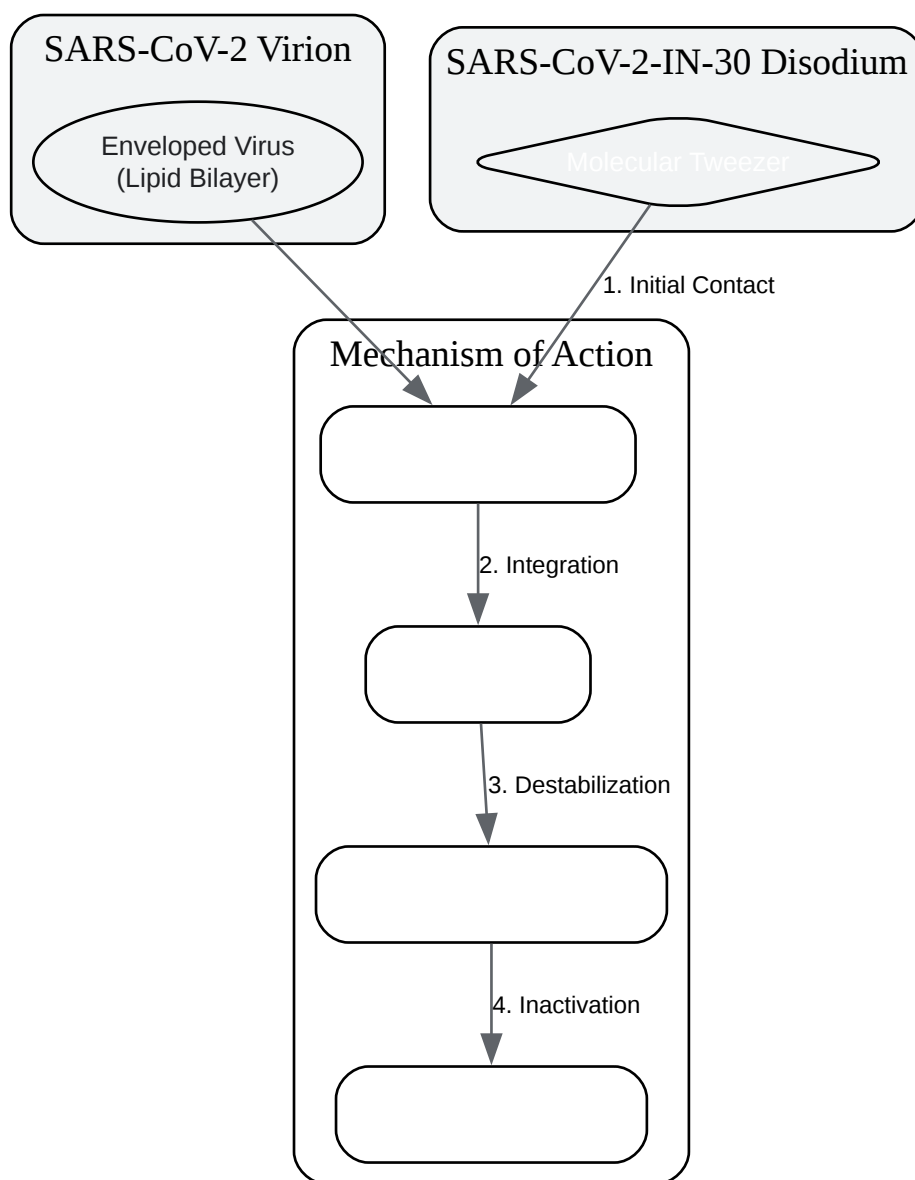 SARS-CoV-2 Virion
Enveloped Virus
(Lipid Bilayer)
SARS-CoV-2-IN-30 Disodium
Molecular Tweezer
1. Initial Contact
Mechanism of Action
2. Integration
3. Destabilization
4. Inactivation